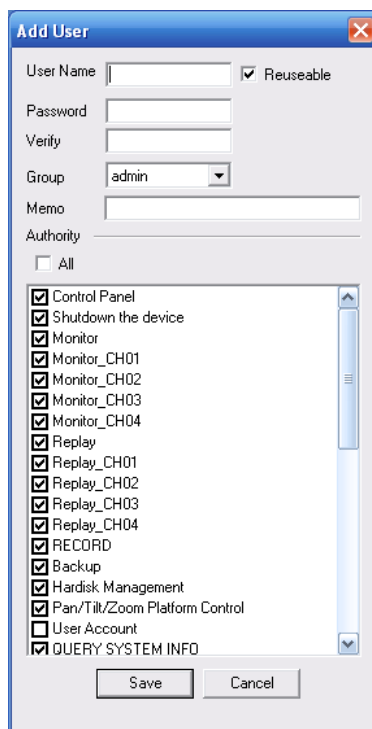 Add User
User Name
Reuseable
Password
Verify
Group
admin
Memo
Authority
All
Control Panel
Shutdown the device
Monitor
Monitor_CH01
Monitor_CH02
Monitor_CH03
Monitor_CH04
Replay
Replay_CH01
Replay_CH02
Replay_CH03
Replay_CH04
RECORD
Backup
Hardisk Management
Pan/Tilt/Zoom Platform Control
User Account
QUERY SYSTEM INFO
Save
Cancel